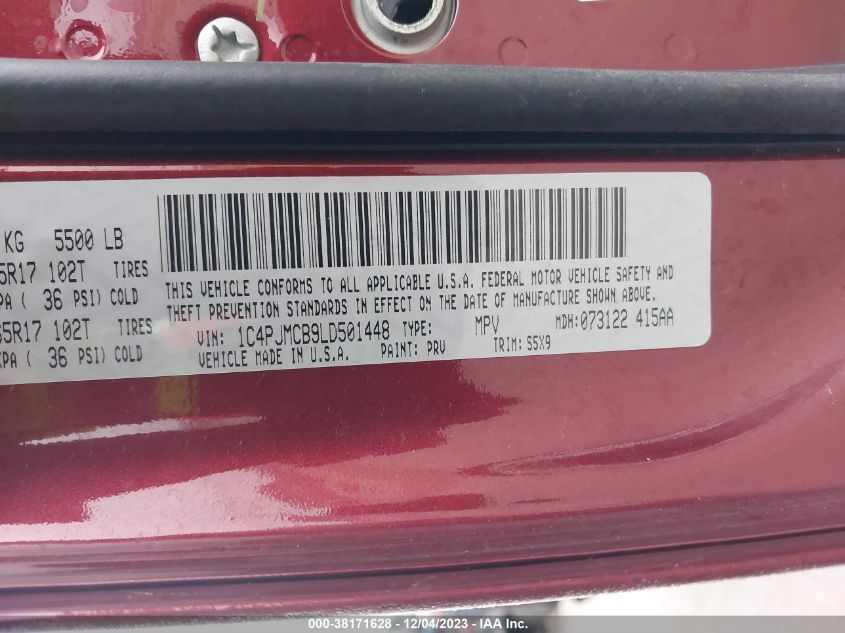 KG 5500 LB
5R17 102T TIRES
PA ( 36 PSI) COLD
5R17 102T TIRES
KPA ( 36 PSI) COLD
THIS VEHICLE CONFORMS TO ALL APPLICABLE U.S.A. FEDERAL MOTOR VEHICLE SAFETY AND
THEFT PREVENTION STANDARDS IN EFFECT ON THE DATE OF MANUFACTURE SHOWN ABOVE.
VIN: 1C4PJMCB9LD501448 TYPE: MPV MDH:073122 415AA
VEHICLE MADE IN U.S.A. PAINT: PRV TRIM: S5X9
000-38171628 - 12/04/2023 - IAA Inc.